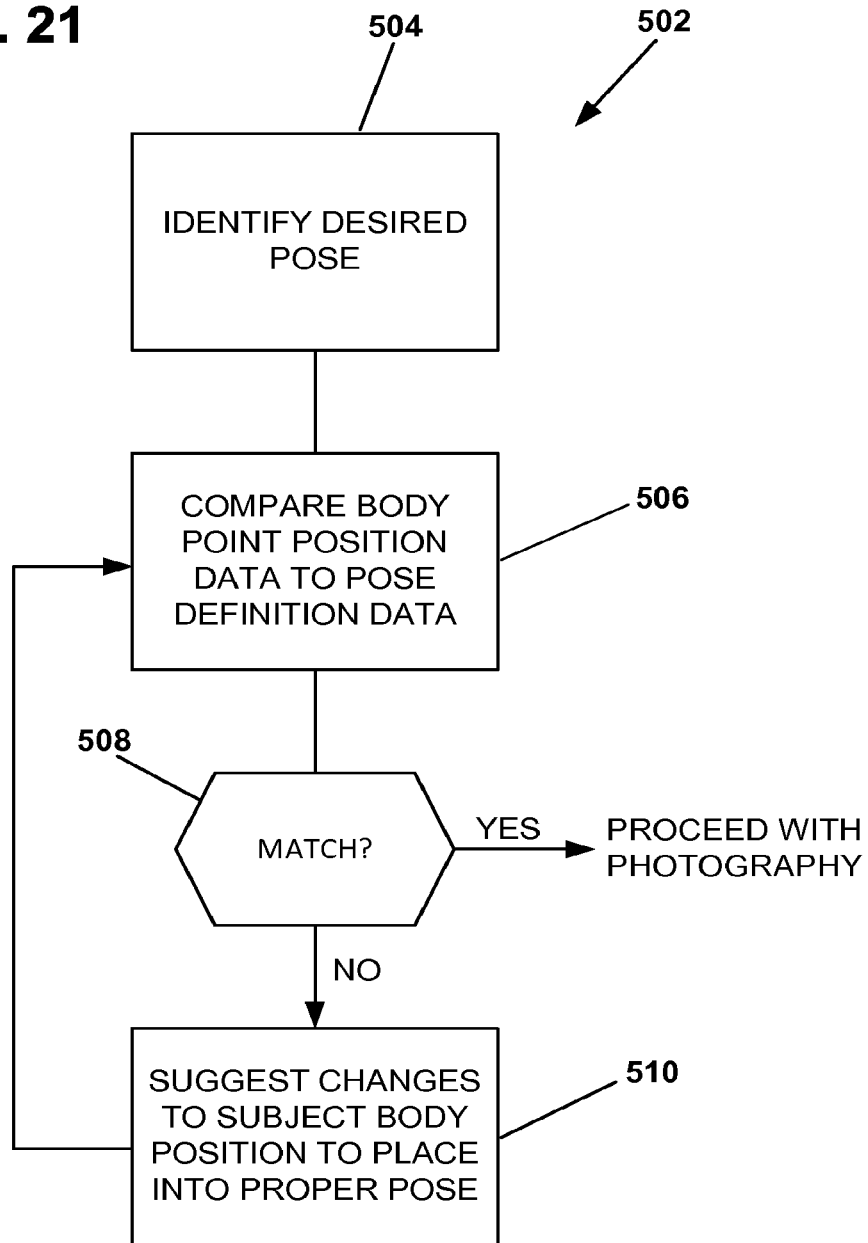 . 21
504
502
IDENTIFY DESIRED
POSE
COMPARE BODY
POINT POSITION
DATA TO POSE
DEFINITION DATA
506
508
MATCH?
YES
PROCEED WITH
PHOTOGRAPHY
NO
SUGGEST CHANGES
TO SUBJECT BODY
POSITION TO PLACE
INTO PROPER POSE
510